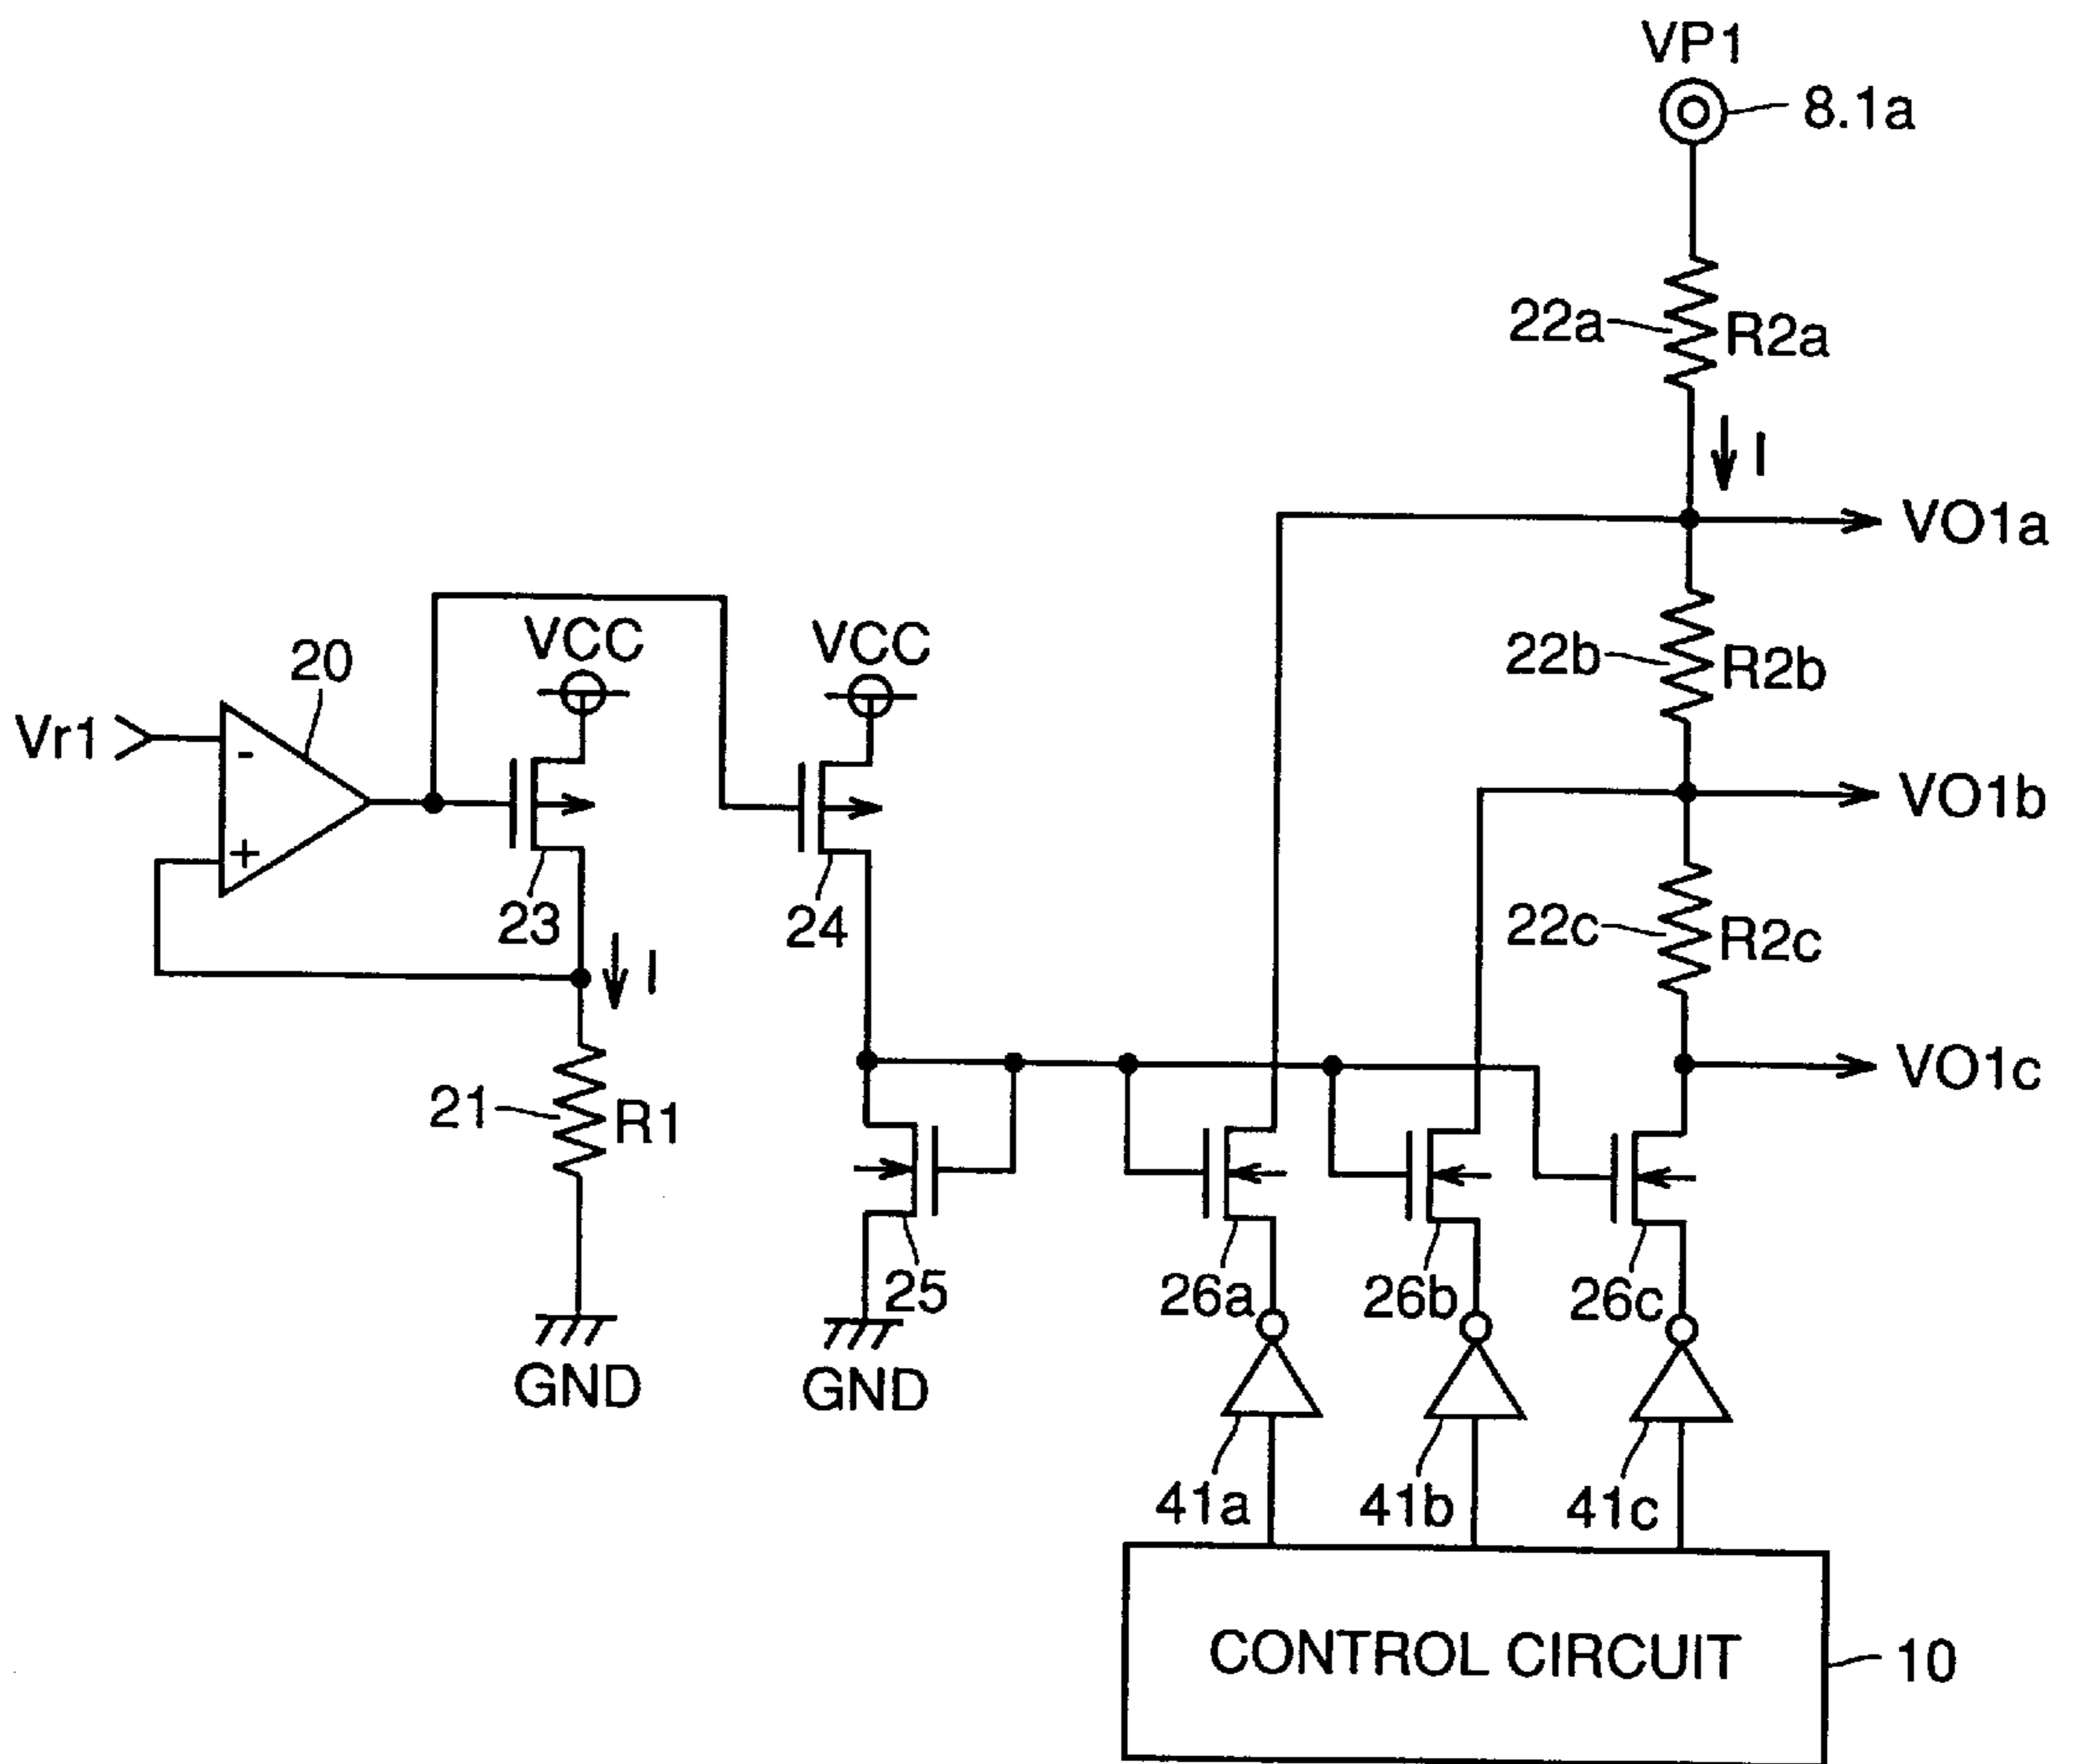 VP1
8.1a
22a
R2a
I
VO1a
VCC
VCC
20
22b
R2b
Vr1
-
VO1b
+
23
24
22c
R2c
I
21
R1
VO1c
25
26a
26b
26c
GND
GND
41a
41b
41c
CONTROL CIRCUIT
10